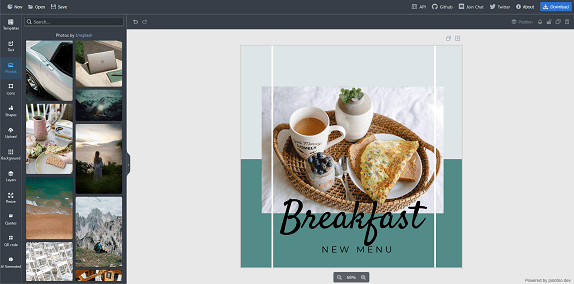 New Open Save
API Github Join Chat Twitter About Download
Templates
Text
Photos
Icons
Shapes
Upload
Background
Layers
Resize
Quotes
QR code
AI Generated
Search...
Photos by Unsplash
Position
LOVELY
Breakfast
NEW MENU
68%
Powered by polotno.dev